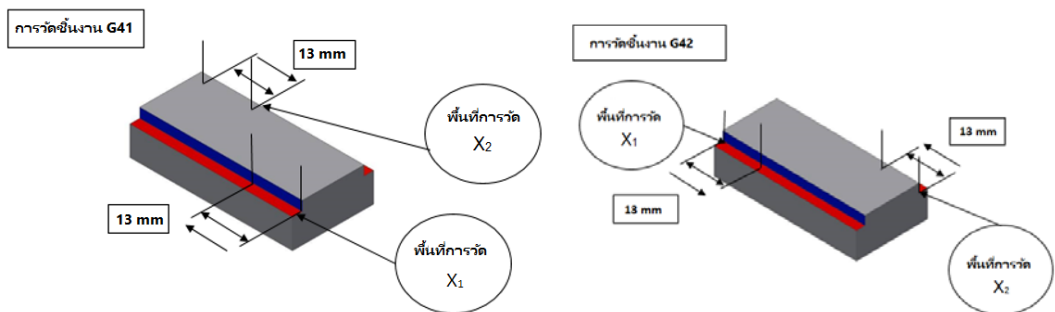 การวัดชิ้นงาน G41
13 mm
พื้นที่การวัด
X₂
13 mm
พื้นที่การวัด
X₁
การวัดชิ้นงาน G42
พื้นที่การวัด
X₁
13 mm
13 mm
พื้นที่การวัด
X₂